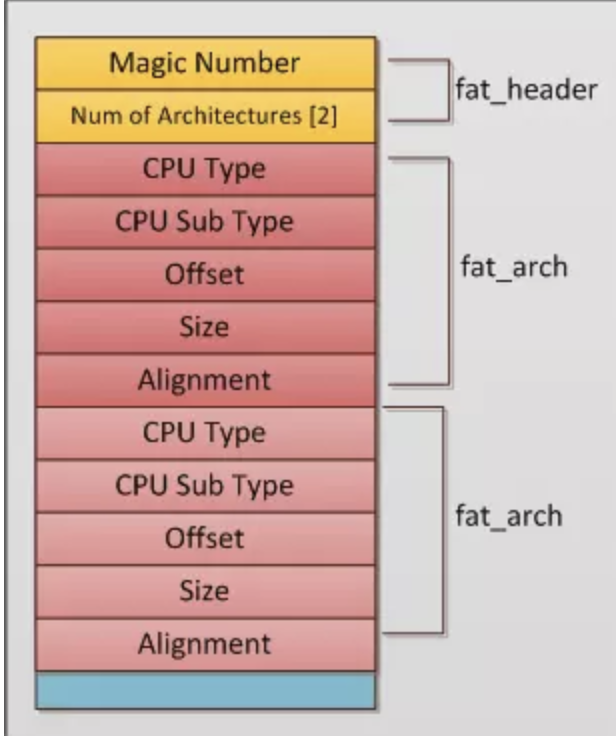 Magic Number
fat_header
Num of Architectures [2]
CPU Type
CPU Sub Type
fat_arch
Offset
Size
Alignment
CPU Type
CPU Sub Type
fat_arch
Offset
Size
Alignment